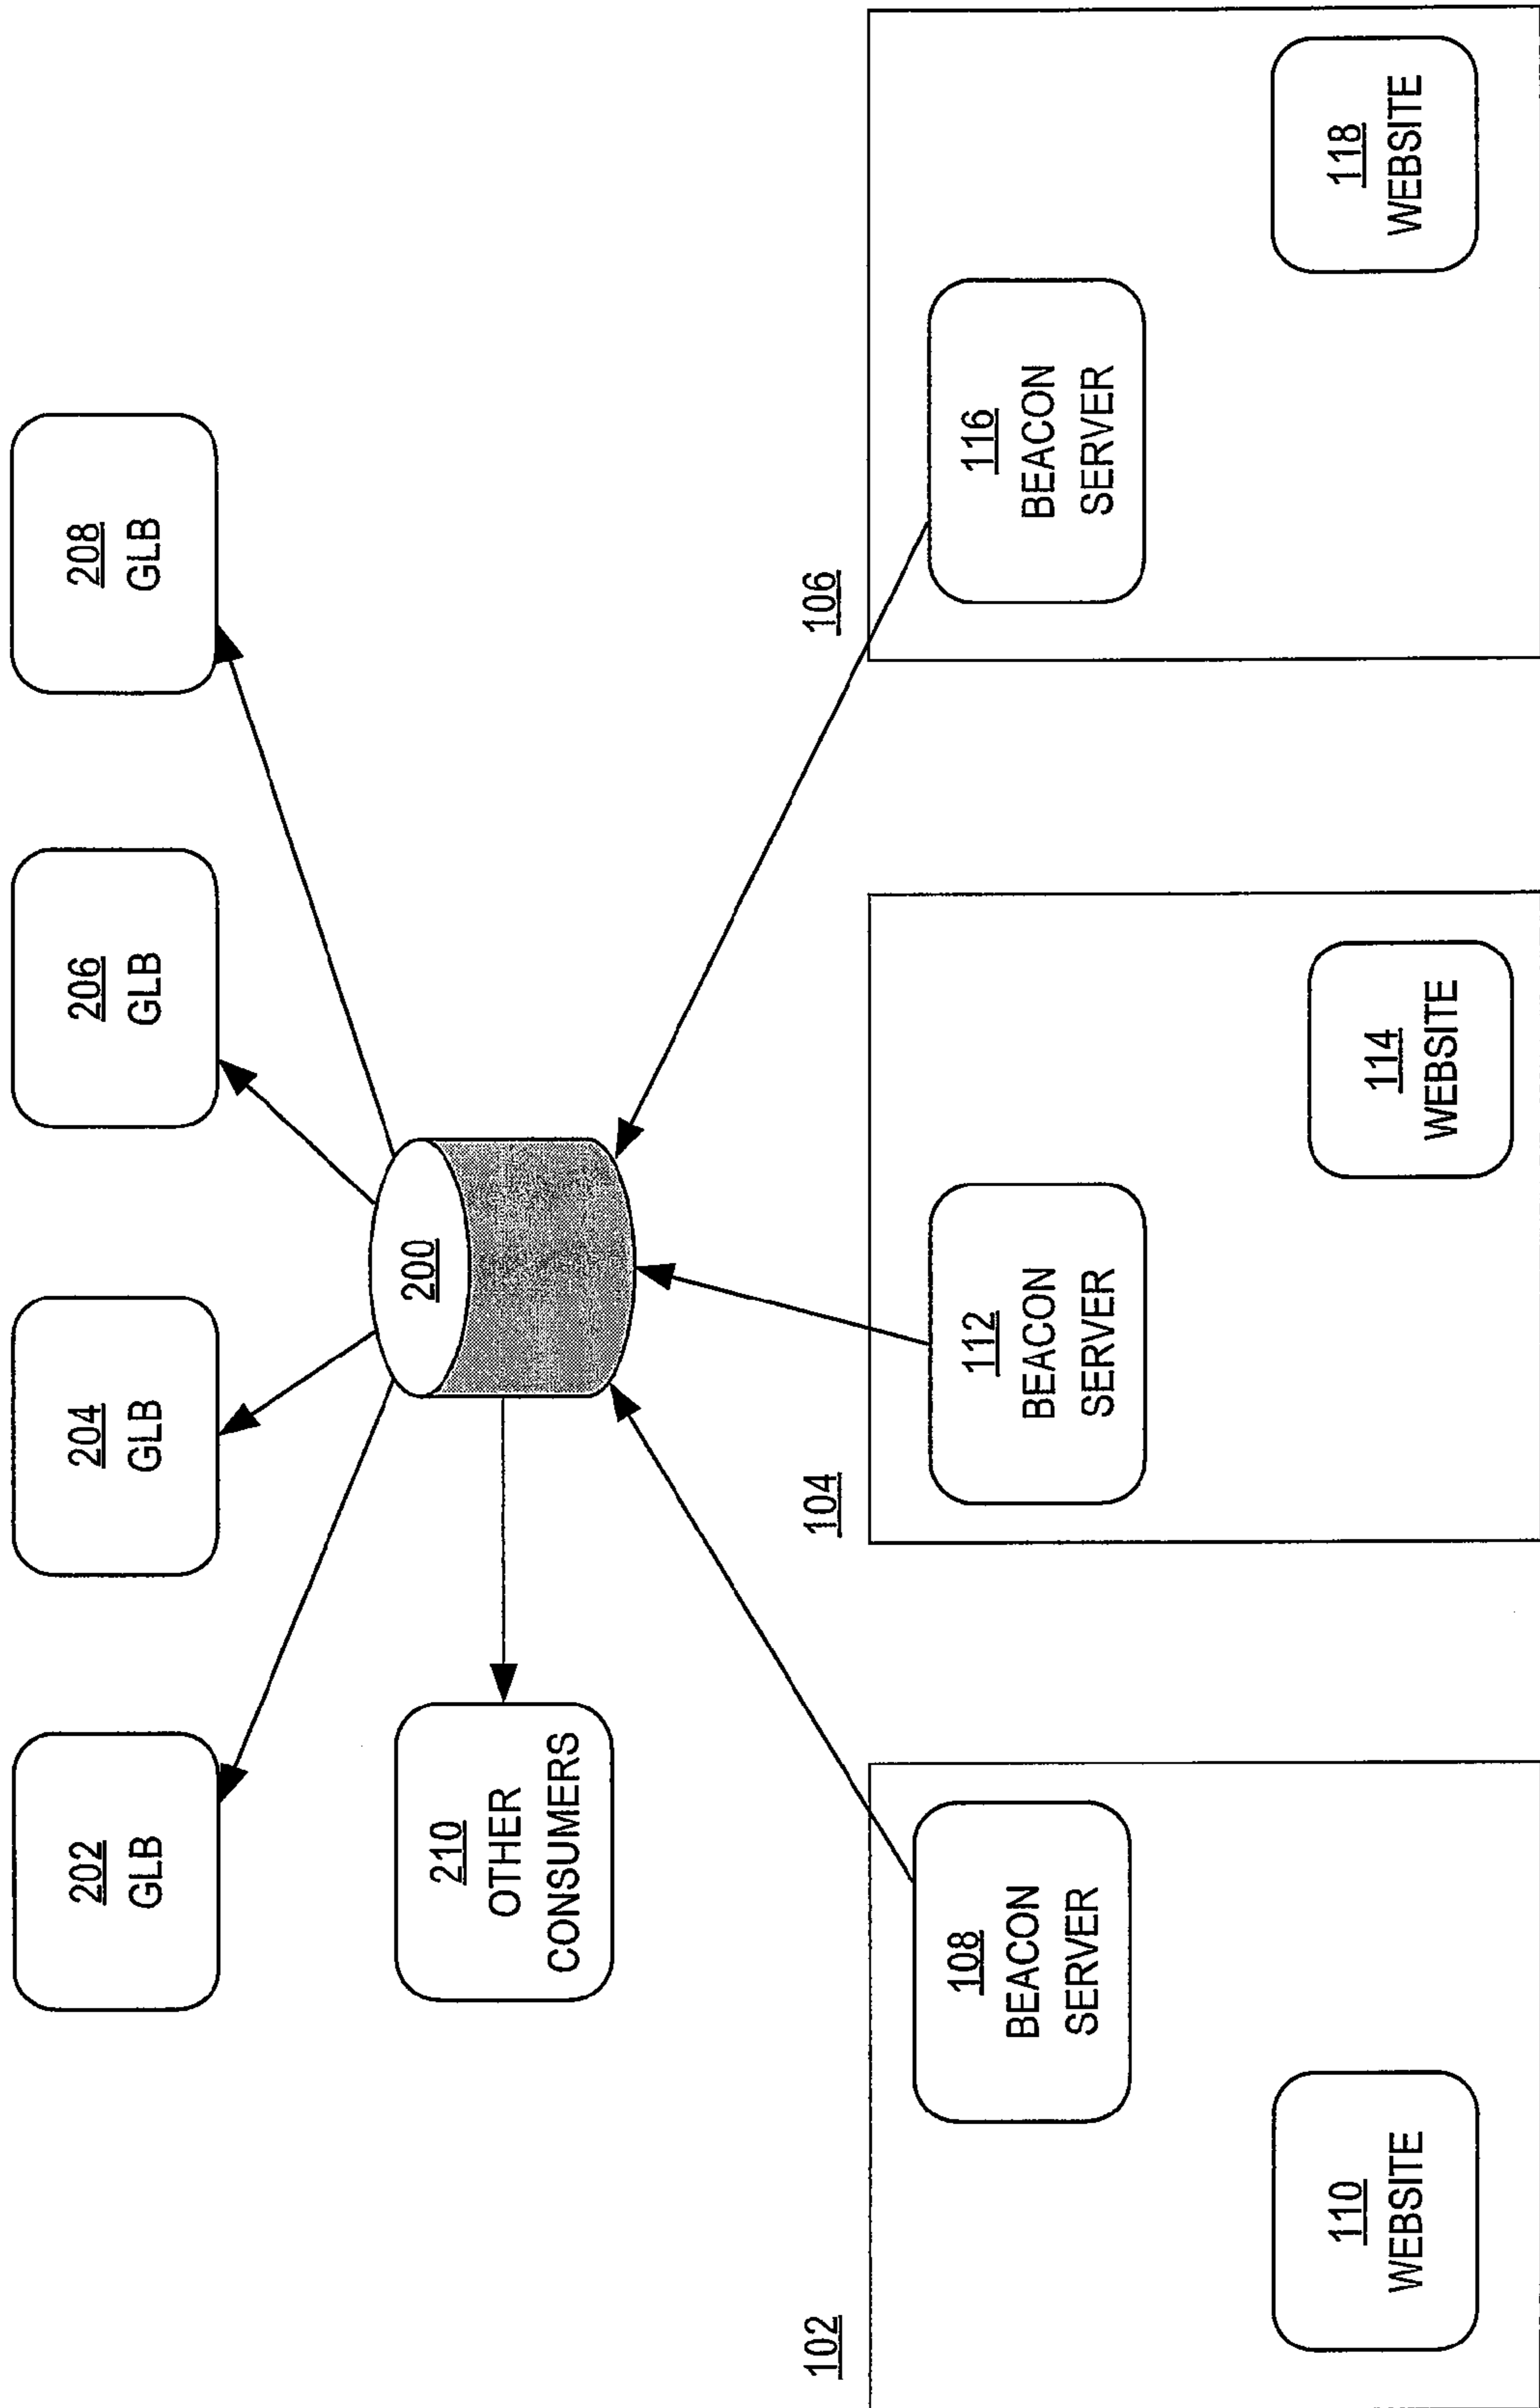 202
GLB
204
GLB
206
GLB
208
GLB
210
OTHER
CONSUMERS
200
102
108
BEACON
SERVER
110
WEBSITE
104
112
BEACON
SERVER
114
WEBSITE
106
116
BEACON
SERVER
118
WEBSITE